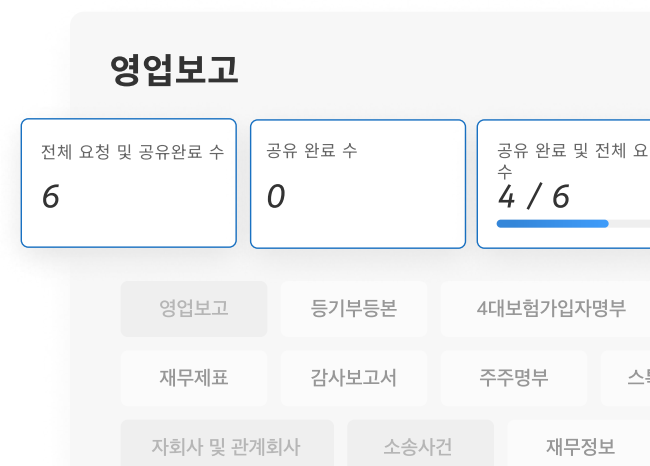 영업보고
전체 요청 및 공유완료 수
6
공유 완료 수
0
공유 완료 및 전체 요
수
4 / 6
영업보고
등기부등본
4대보험가입자명부
재무제표
감사보고서
주주명부
자회사 및 관계회사
소송사건
재무정보